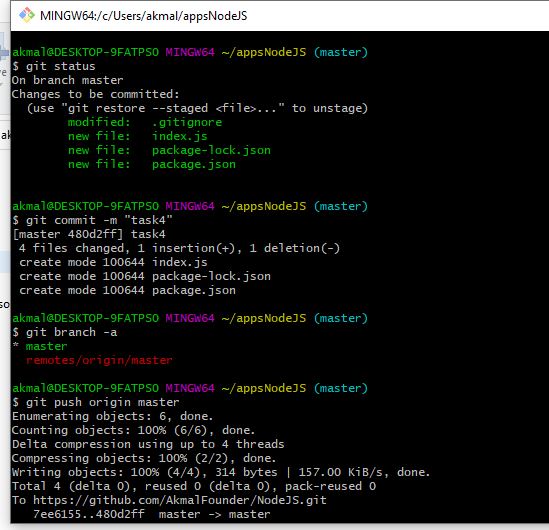 MINGW64:/c/Users/akmal/appsNodeJS
akmal@DESKTOP-9FATPSO MINGW64 ~/appsNodeJS (master)
$ git status
On branch master
Changes to be committed:
  (use "git restore --staged <file>..." to unstage)
        modified:   .gitignore
        new file:   index.js
        new file:   package-lock.json
        new file:   package.json
akmal@DESKTOP-9FATPSO MINGW64 ~/appsNodeJS (master)
$ git commit -m "task4"
[master 480d2ff] task4
 4 files changed, 1 insertion(+), 1 deletion(-)
 create mode 100644 index.js
 create mode 100644 package-lock.json
 create mode 100644 package.json
akmal@DESKTOP-9FATPSO MINGW64 ~/appsNodeJS (master)
$ git branch -a
* master
  remotes/origin/master
akmal@DESKTOP-9FATPSO MINGW64 ~/appsNodeJS (master)
$ git push origin master
Enumerating objects: 6, done.
Counting objects: 100% (6/6), done.
Delta compression using up to 4 threads
Compressing objects: 100% (2/2), done.
Writing objects: 100% (4/4), 314 bytes | 157.00 KiB/s, done.
Total 4 (delta 0), reused 0 (delta 0), pack-reused 0
To https://github.com/AkmalFounder/NodeJS.git
   7ee6155..480d2ff  master -> master